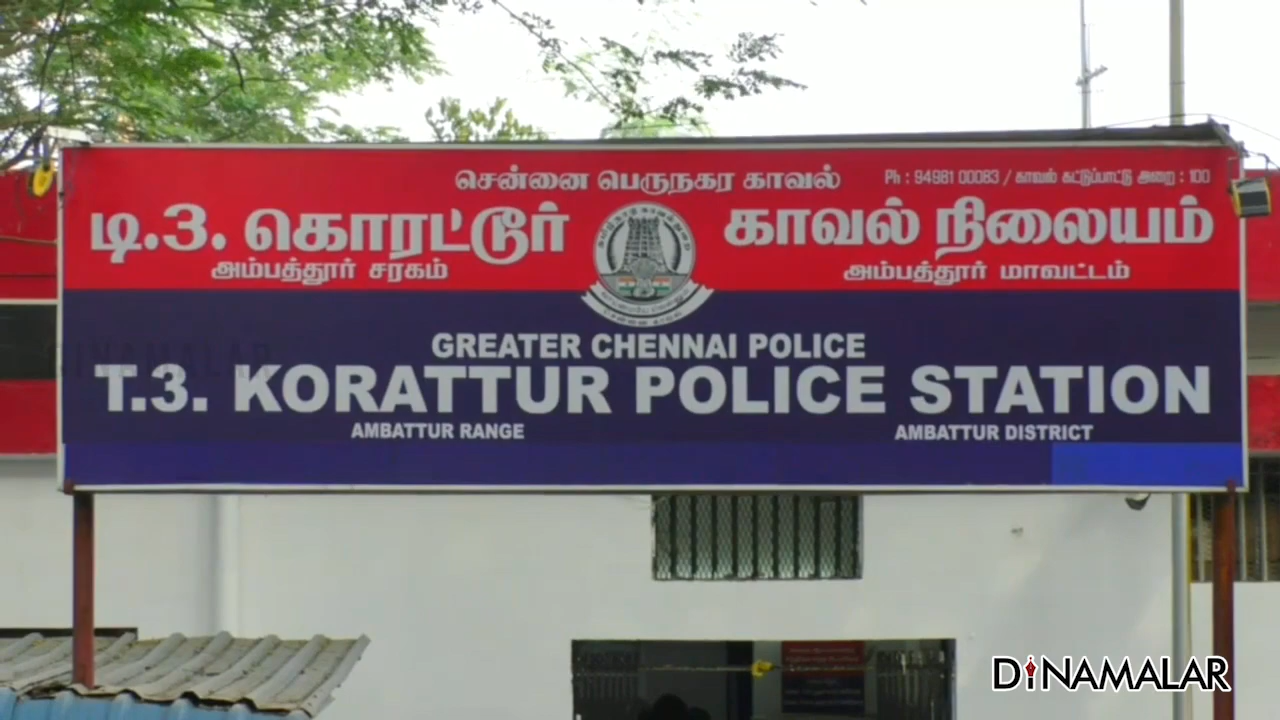 சென்னை பெருநகர காவல் Ph : 94981 00083 / காவல் கட்டுப்பாட்டு அறை : 100
டி.3. கொரட்டூர் காவல் நிலையம்
அம்பத்தூர் சரகம் அம்பத்தூர் மாவட்டம்
GREATER CHENNAI POLICE
DINAMALAR
T.3. KORATTUR POLICE STATION
AMBATTUR RANGE AMBATTUR DISTRICT
DINAMALAR